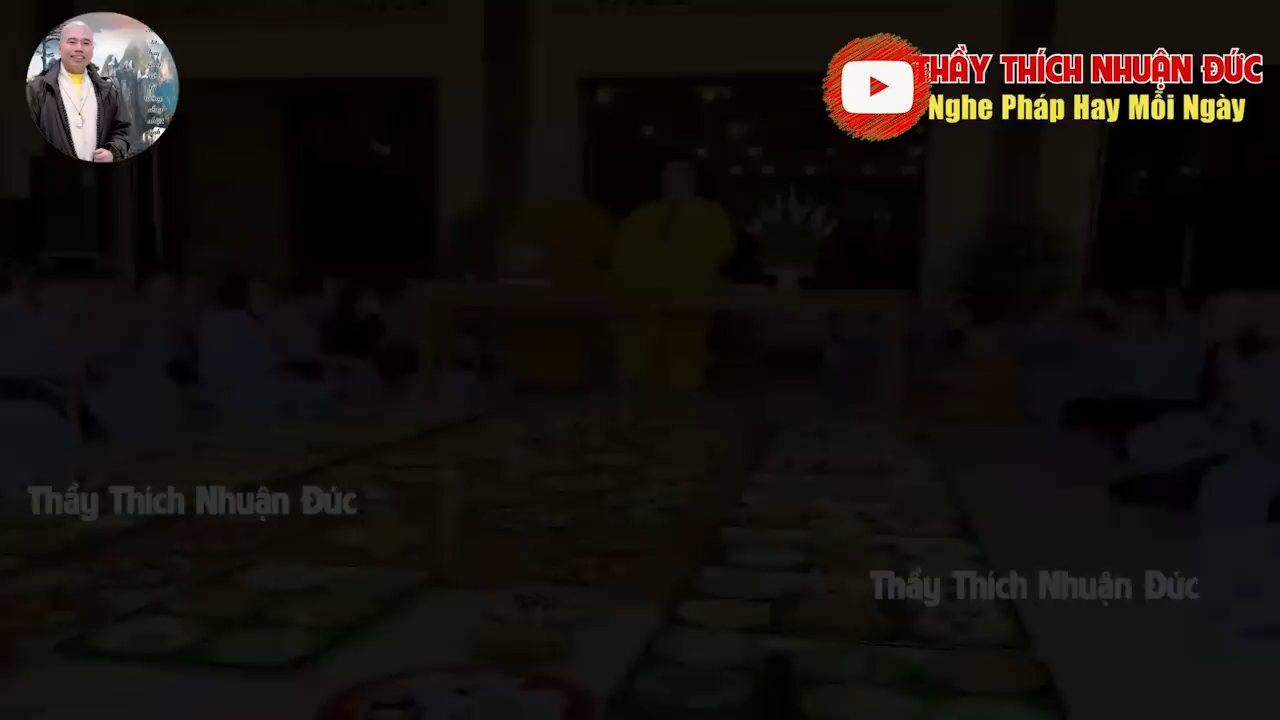 THẦY THÍCH NHUẬN ĐỨC
Nghe Pháp Hay Mỗi Ngày
Thầy Thích Nhuận Đức
Thầy Thích Nhuận Đức